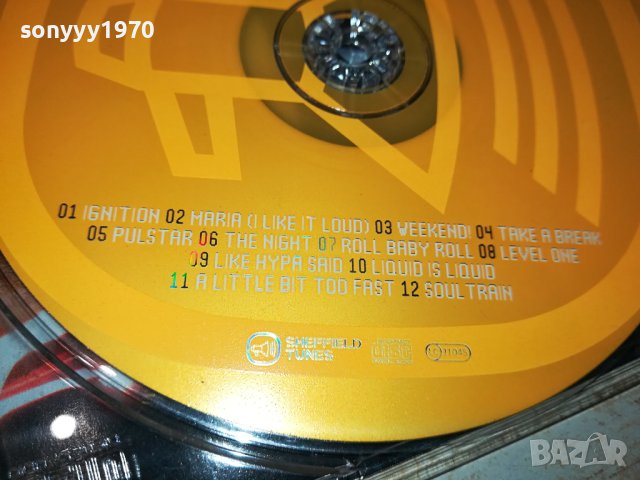 sonyyy1970
01 IGNITION 02 MARIA (I LIKE IT LOUD) 03 WEEKEND! 04 TAKE A BREAK
05 PULSTAR 06 THE NIGHT 07 ROLL BABY ROLL 08 LEVEL ONE
09 LIKE HYPA SAID 10 LIQUID IS LIQUID
11 A LITTLE BIT TOO FAST 12 SOULTRAIN
SHEFFIELD
TUNES
BAZAR